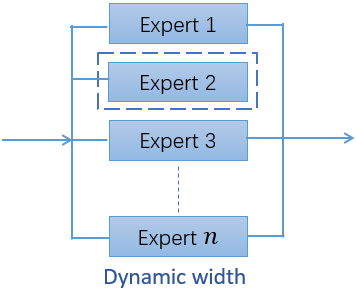 Expert 1
Expert 2
Expert 3
Expert n
Dynamic width